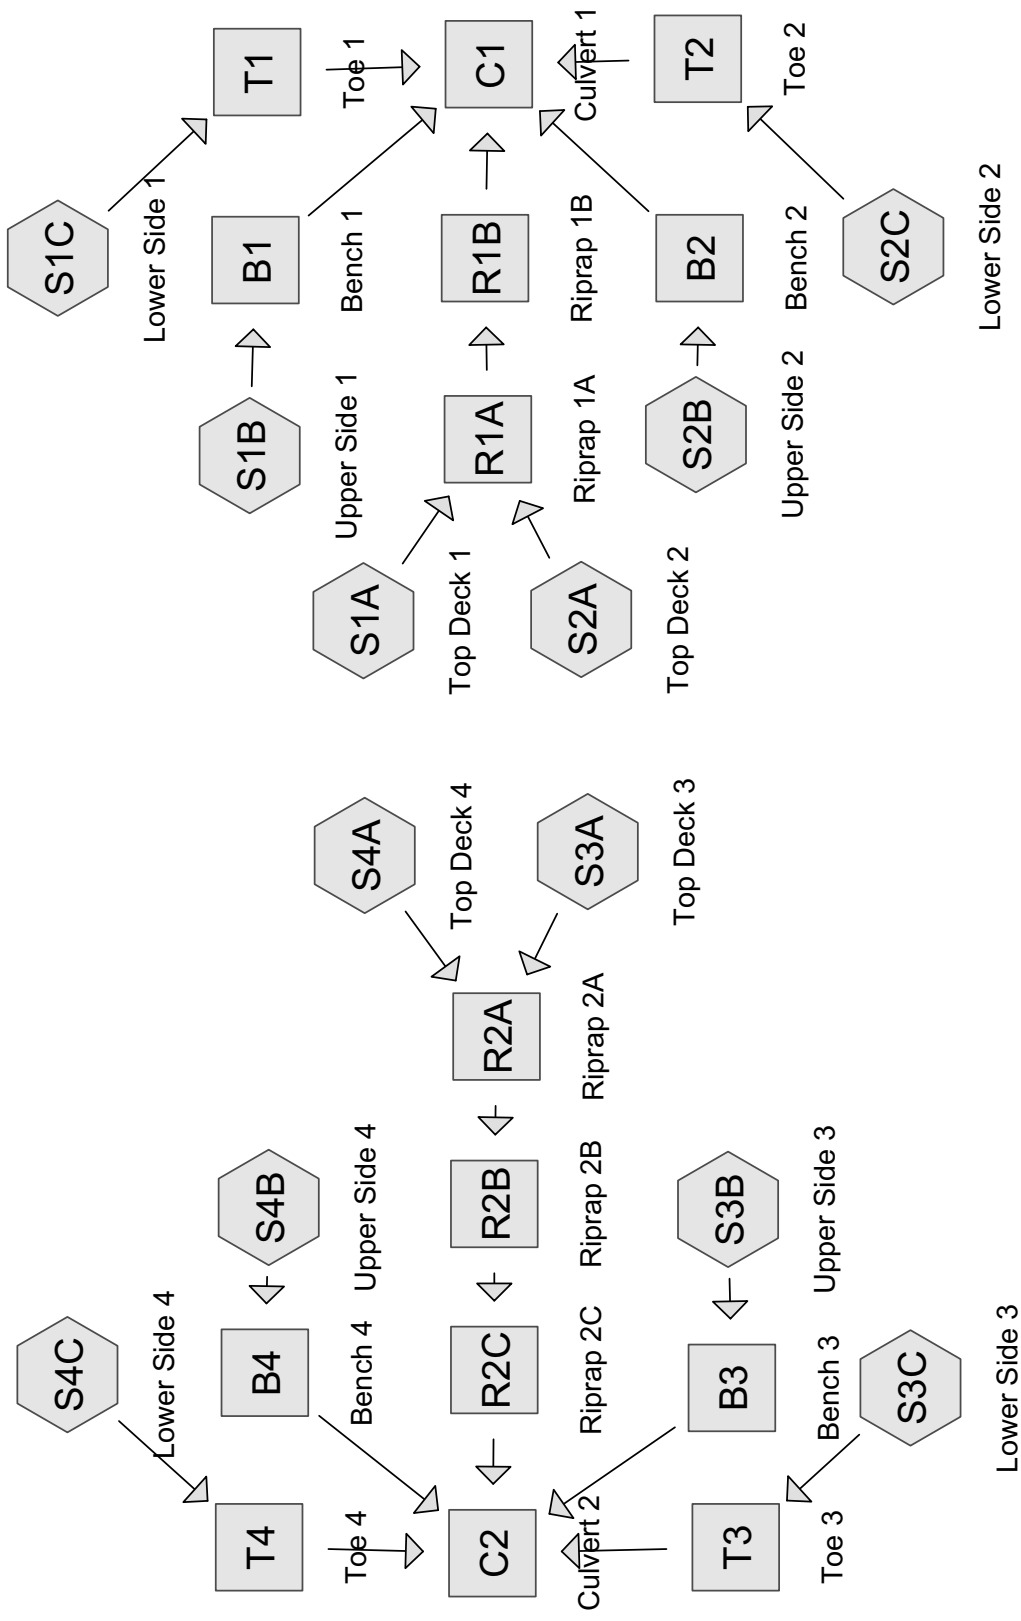 S1C
Lower Side 1
T1
Toe 1
C1
Culvert 1
T2
Toe 2
B1
Bench 1
R1B
Riprap 1B
B2
Bench 2
S2C
Lower Side 2
S1B
Upper Side 1
R1A
Riprap 1A
S2B
Upper Side 2
S1A
Top Deck 1
S2A
Top Deck 2
S4A
Top Deck 4
S3A
Top Deck 3
R2A
Riprap 2A
S4B
Upper Side 4
R2B
Riprap 2B
S3B
Upper Side 3
S4C
Lower Side 4
B4
Bench 4
R2C
Riprap 2C
B3
Bench 3
S3C
Lower Side 3
T4
Toe 4
C2
Culvert 2
T3
Toe 3